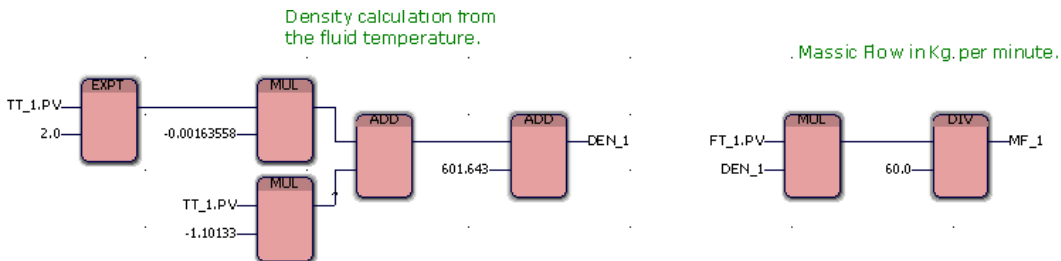 Density calculation from
the fluid temperature.
Massic Flow in Kg. per minute.
EXPT
TT_1.PV
2.0
MUL
-0.00163558
ADD
ADD
DEN_1
601.643
MUL
TT_1.PV
-1.10133
MUL
FT_1.PV
DEN_1
DIV
MF_1
60.0